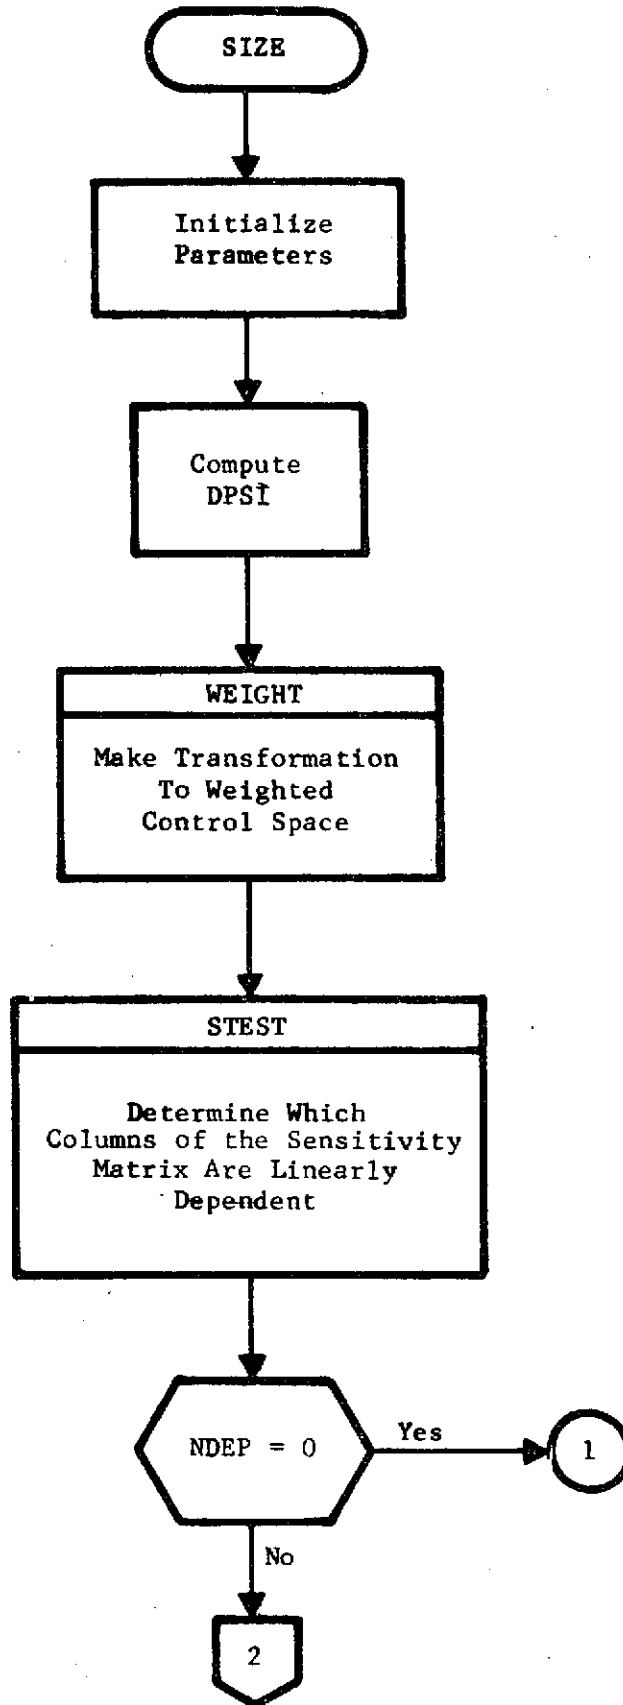 SIZE
Initialize
Parameters
Compute
DPSI
WEIGHT
Make Transformation
To Weighted
Control Space
STEST
Determine Which
Columns of the Sensitivity
Matrix Are Linearly
Dependent
NDEP = 0
Yes
1
No
2